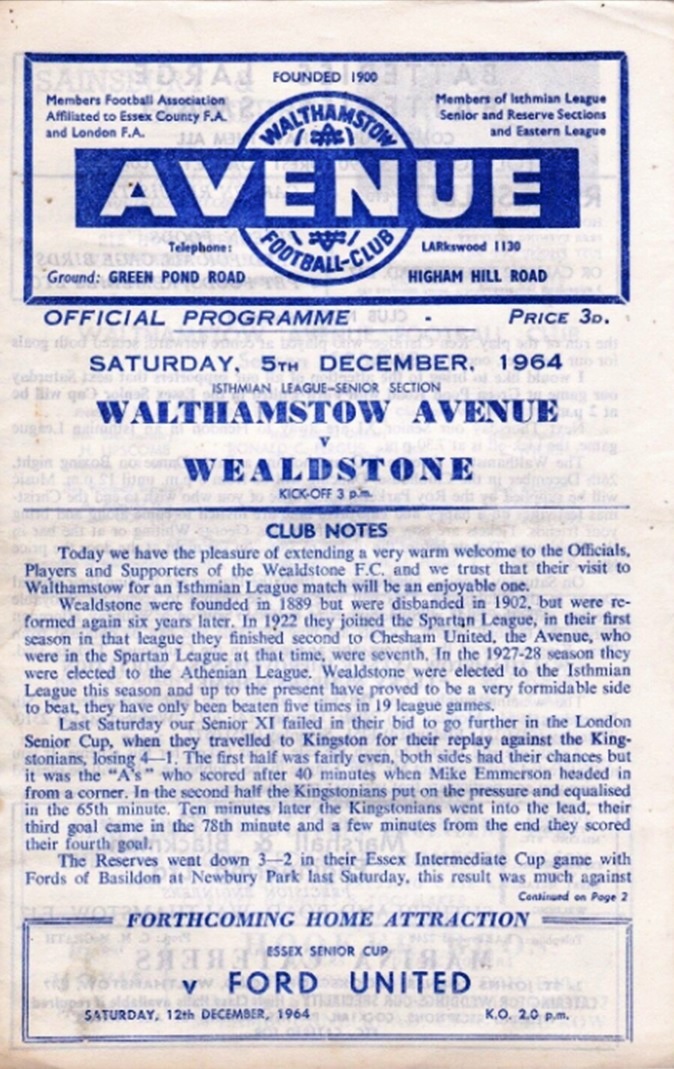 FOUNDED 1900
Members Football Association
Affiliated to Essex County F.A.
and London F.A.
Members of Isthmian League
Senior and Reserve Sections
and Eastern League
WALTHAMSTOW
AVENUE
FOOTBALL-CLUB
Telephone:
LARkswood 1130
Ground: GREEN POND ROAD
HIGHAM HILL ROAD
OFFICIAL PROGRAMME - PRICE 3D.
SATURDAY, 5TH DECEMBER, 1964
ISTHMIAN LEAGUE-SENIOR SECTION
WALTHAMSTOW AVENUE
v
WEALDSTONE
KICK-OFF 3 p.m.
CLUB NOTES
Today we have the pleasure of extending a very warm welcome to the Officials,
Players and Supporters of the Wealdstone F.C. and we trust that their visit to
Walthamstow for an Isthmian League match will be an enjoyable one.
Wealdstone were founded in 1889 but were disbanded in 1902, but were re-
formed again six years later. In 1922 they joined the Spartan League, in their first
season in that league they finished second to Chesham United, the Avenue, who
were in the Spartan League at that time, were seventh. In the 1927-28 season they
were elected to the Athenian League. Wealdstone were elected to the Isthmian
League this season and up to the present have proved to be a very formidable side
to beat, they have only been beaten five times in 19 league games.
Last Saturday our Senior XI failed in their bid to go further in the London
Senior Cup, when they travelled to Kingston for their replay against the King-
stonians, losing 4—1. The first half was fairly even, both sides had their chances but
it was the "A's" who scored after 40 minutes when Mike Emmerson headed in
from a corner. In the second half the Kingstonians put on the pressure and equalised
in the 65th minute. Ten minutes later the Kingstonians went into the lead, their
third goal came in the 78th minute and a few minutes from the end they scored
their fourth goal.
The Reserves went down 3—2 in their Essex Intermediate Cup game with
Fords of Basildon at Newbury Park last Saturday, this result was much against
Continued on Page 2
FORTHCOMING HOME ATTRACTION
ESSEX SENIOR CUP
v FORD UNITED
SATURDAY, 12th DECEMBER, 1964 K.O. 2.0 p.m.